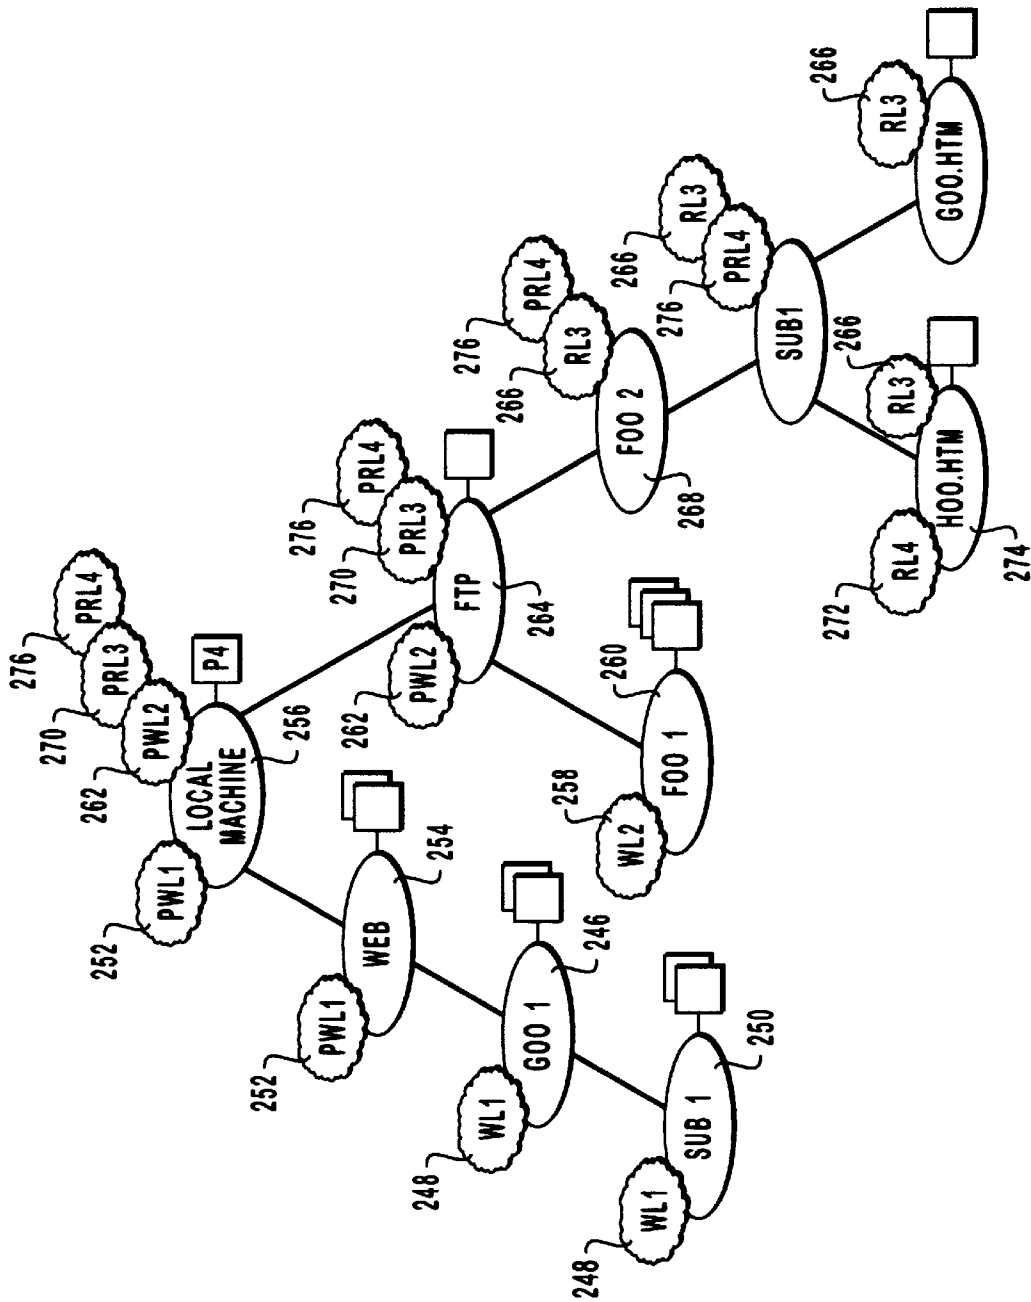 276
PRL4
270
PRL3
262
PWL2
P4
252
PWL1
LOCAL
MACHINE
256
276
PRL4
270
PRL3
262
PWL2
FTP
264
252
PWL1
WEB
254
276
PRL4
266
RL3
FOO 2
268
248
WL1
GOO 1
246
258
WL2
FOO 1
260
266
RL3
276
PRL4
SUB1
248
WL1
SUB 1
250
272
RL4
RL3
266
HOO.HTM
274
266
RL3
GOO.HTM